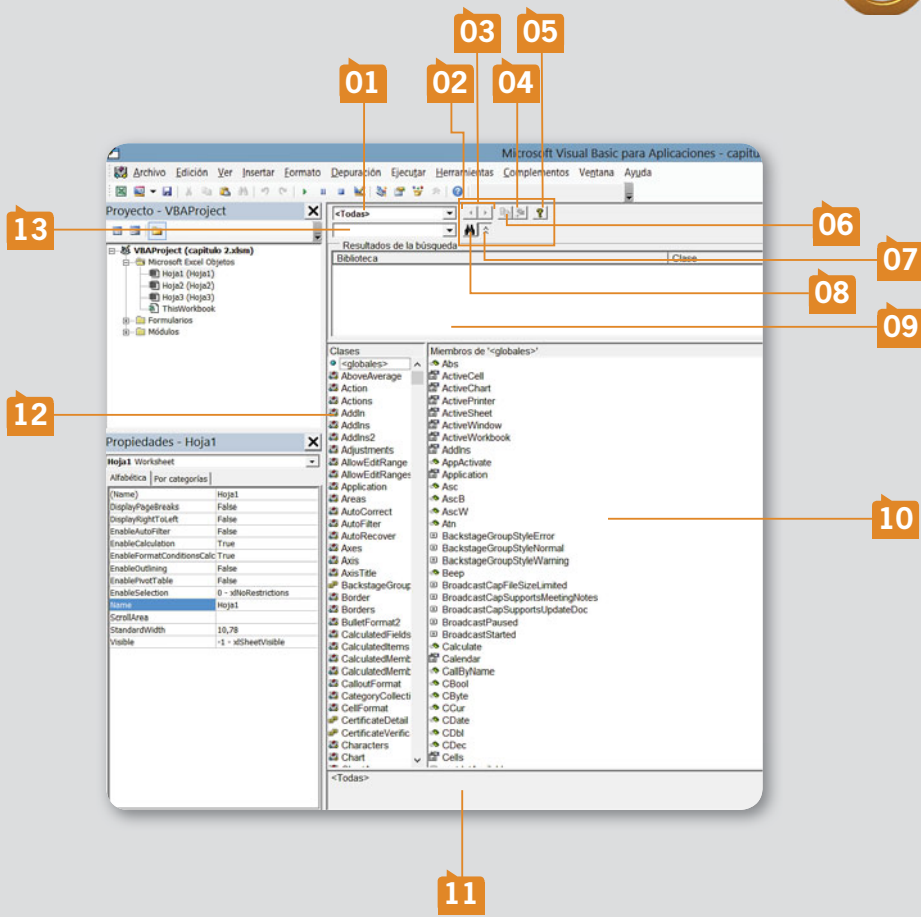 03
05
01
02
04
Microsoft Visual Basic para Aplicaciones - capitu
Archivo Edición Ver Insertar Formato Depuración Ejecutar Herramientas Complementos Ventana Ayuda
13
06
07
08
09
12
10
11
Proyecto - VBAProject
VBAProject (capitulo 2.xlsm)
Microsoft Excel Objetos
Hoja1 (Hoja1)
Hoja2 (Hoja2)
Hoja3 (Hoja3)
ThisWorkbook
Formularios
Módulos
Propiedades - Hoja1
Hoja1 Worksheet
Alfabética Por categorías
(Name) Hoja1
DisplayPageBreaks False
DisplayRightToLeft False
EnableAutoFilter False
EnableCalculation True
EnableFormatConditionsCalc True
EnableOutlining False
EnablePivotTable False
EnableSelection 0 - xlNoRestrictions
Name Hoja1
ScrollArea
StandardWidth 10,78
Visible -1 - xlSheetVisible
<Todas>
Resultados de la búsqueda
Biblioteca Clase
Clases
<globales>
AboveAverage
Action
Actions
AddIn
AddIns
AddIns2
Adjustments
AllowEditRange
AllowEditRanges
Application
Areas
AutoCorrect
AutoFilter
AutoRecover
Axes
Axis
AxisTitle
BackstageGroup
Border
Borders
BulletFormat2
CalculatedFields
CalculatedItems
CalculatedMemb
CalculatedMemb
CalloutFormat
CategoryCollecti
CellFormat
CertificateDetail
CertificateVerific
Characters
Chart
Miembros de '<globales>'
Abs
ActiveCell
ActiveChart
ActivePrinter
ActiveSheet
ActiveWindow
ActiveWorkbook
AddIns
AppActivate
Application
Asc
AscB
AscW
Atn
BackstageGroupStyleError
BackstageGroupStyleNormal
BackstageGroupStyleWarning
Beep
BroadcastCapFileSizeLimited
BroadcastCapSupportsMeetingNotes
BroadcastCapSupportsUpdateDoc
BroadcastPaused
BroadcastStarted
Calculate
Calendar
CallByName
CBool
CByte
CCur
CDate
CDbl
CDec
Cells
<Todas>